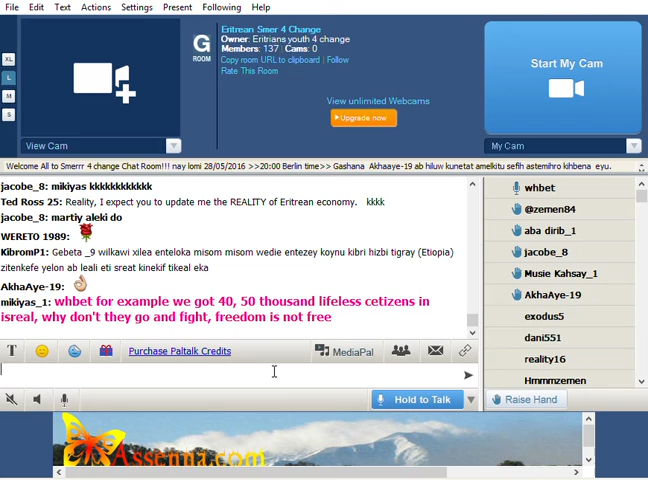 File Edit Text Actions Settings Present Following Help
XL
L
M
S
View Cam
G
ROOM
Eritrean Smer 4 Change
Owner: Eritrians youth 4 change
Members: 137 Cams: 0
Copy room URL to clipboard | Follow
Rate This Room
View unlimited Webcams
Upgrade now
Start My Cam
My Cam
Welcome All to Smerrr 4 change Chat Room!!! nay lomi 28/05/2016 >>20:00 Berlin time>> Gashana Akhaaye-19 ab hiluw kunetat amelkitu sefih astemihro kihbena eyu.
jacobe_8: mikiyas kkkkkkkkkkkk
Ted Ross 25: Reality, I expect you to update me the REALITY of Eritrean economy. kkkk
jacobe_8: martiy aleki do
WERETO 1989:
KibromP1: Gebeta _9 wilkawi xilea enteloka misom misom wedie entezey koynu kibri hizbi tigray (Etiopia)
zitenkefe yelon ab leali eti sreat kinekif tikeal eka
AkhaAye-19:
mikiyas_1: whbet for example we got 40, 50 thousand lifeless cetizens in
isreal, why don't they go and fight, freedom is not free
whbet
@zemen84
aba dirib_1
jacobe_8
Musie Kahsay_1
AkhaAye-19
exodus5
dani551
reality16
Hmmmzemen
T
Purchase Paltalk Credits
MediaPal
Hold to Talk
Raise Hand
Assenna.com